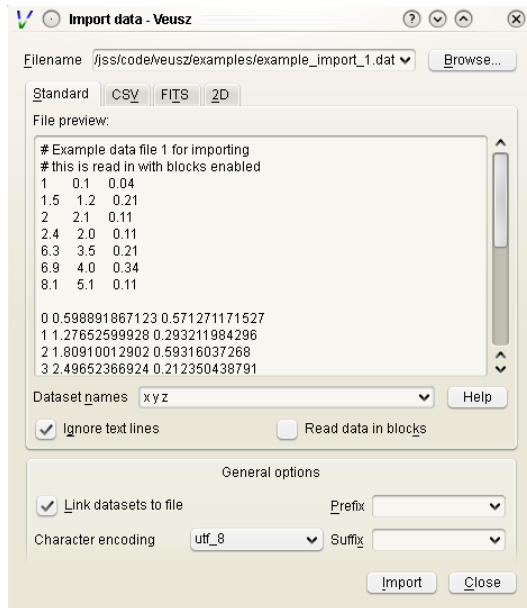 Import data - Veusz
Filename /jss/code/veusz/examples/example_import_1.dat Browse...
Standard CSV FITS 2D
File preview:
# Example data file 1 for importing
# this is read in with blocks enabled
1 0.1 0.04
1.5 1.2 0.21
2 2.1 0.11
2.4 2.0 0.11
6.3 3.5 0.21
6.9 4.0 0.34
8.1 5.1 0.11
0 0.598891867123 0.571271171527
1 1.27652599928 0.293211984296
2 1.80910012902 0.59316037268
3 2.49652366924 0.212350438791
Dataset names x y z Help
Ignore text lines Read data in blocks
General options
Link datasets to file Prefix
Character encoding utf_8 Suffix
Import Close